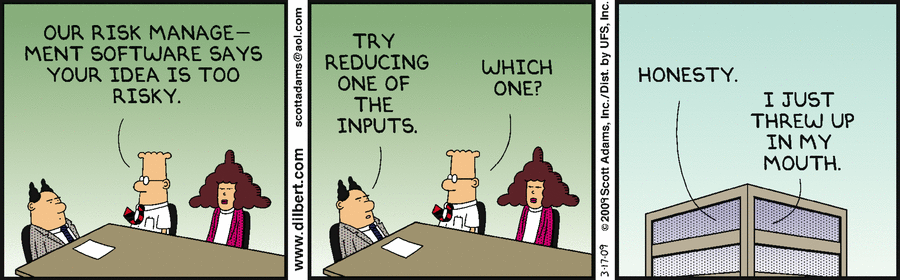 OUR RISK MANAGE–
MENT SOFTWARE SAYS
YOUR IDEA IS TOO
RISKY.
www.dilbert.com
scottadams@aol.com
TRY
REDUCING
ONE OF
THE
INPUTS.
WHICH
ONE?
3-17-09 © 2009 Scott Adams, Inc./Dist. by UFS, Inc.
HONESTY.
I JUST
THREW UP
IN MY
MOUTH.